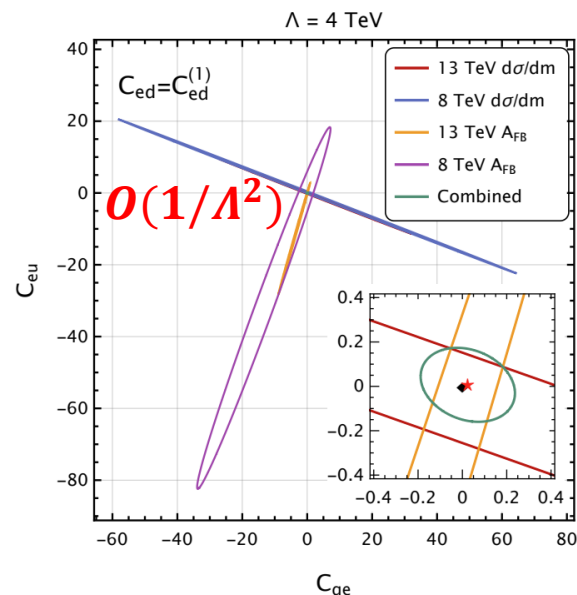 Λ = 4 TeV
C_ed=C_ed^(1)
13 TeV dσ/dm
8 TeV dσ/dm
13 TeV A_FB
8 TeV A_FB
Combined
O(1/Λ²)
C_eu
40
20
0
−20
−40
−60
−80
0.4
0.2
0
−0.2
−0.4
−0.4 −0.2 0 0.2 0.4
−60 −40 −20 0 20 40 60 80
C_qe